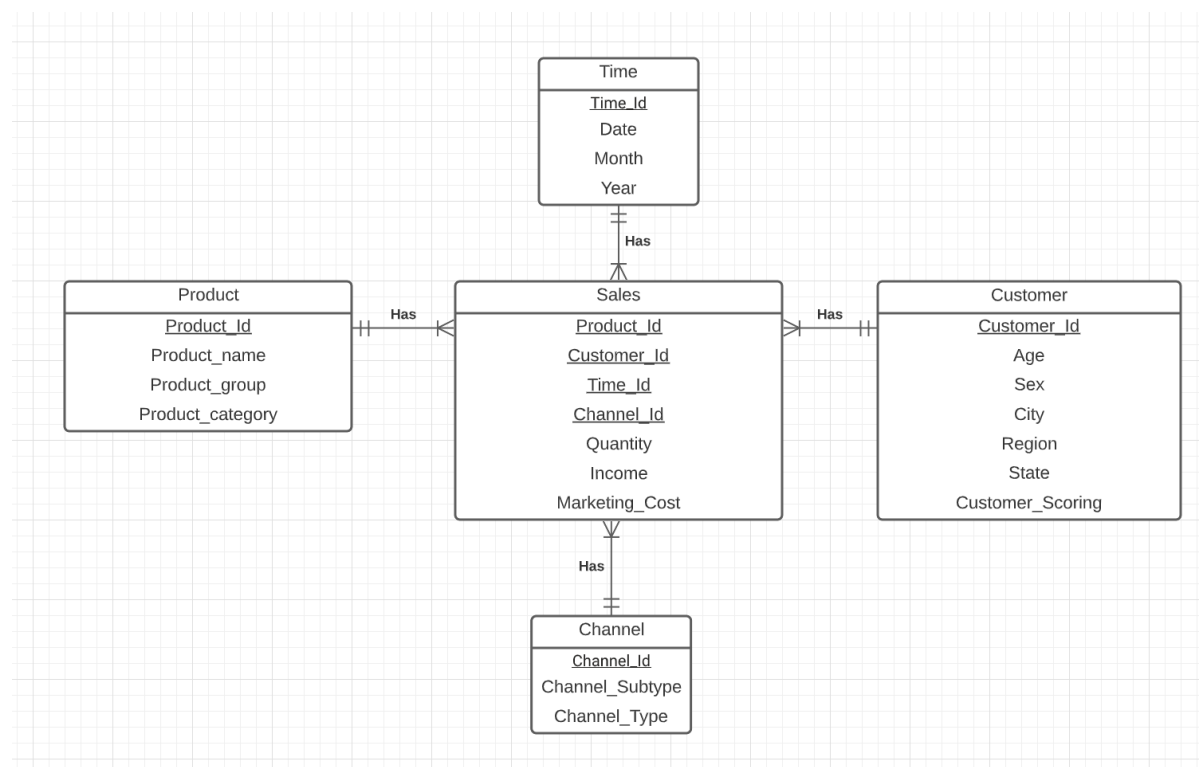 Time
Time_Id
Date
Month
Year
Has
Product
Product_Id
Product_name
Product_group
Product_category
Has
Sales
Product_Id
Customer_Id
Time_Id
Channel_Id
Quantity
Income
Marketing_Cost
Has
Customer
Customer_Id
Age
Sex
City
Region
State
Customer_Scoring
Has
Channel
Channel_Id
Channel_Subtype
Channel_Type